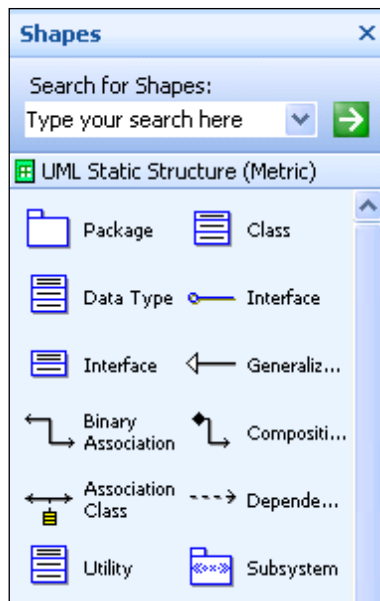 Shapes
Search for Shapes:
Type your search here
UML Static Structure (Metric)
Package
Class
Data Type
Interface
Interface
Generaliz...
Binary
Association
Compositi...
Association
Class
Depende...
Utility
Subsystem